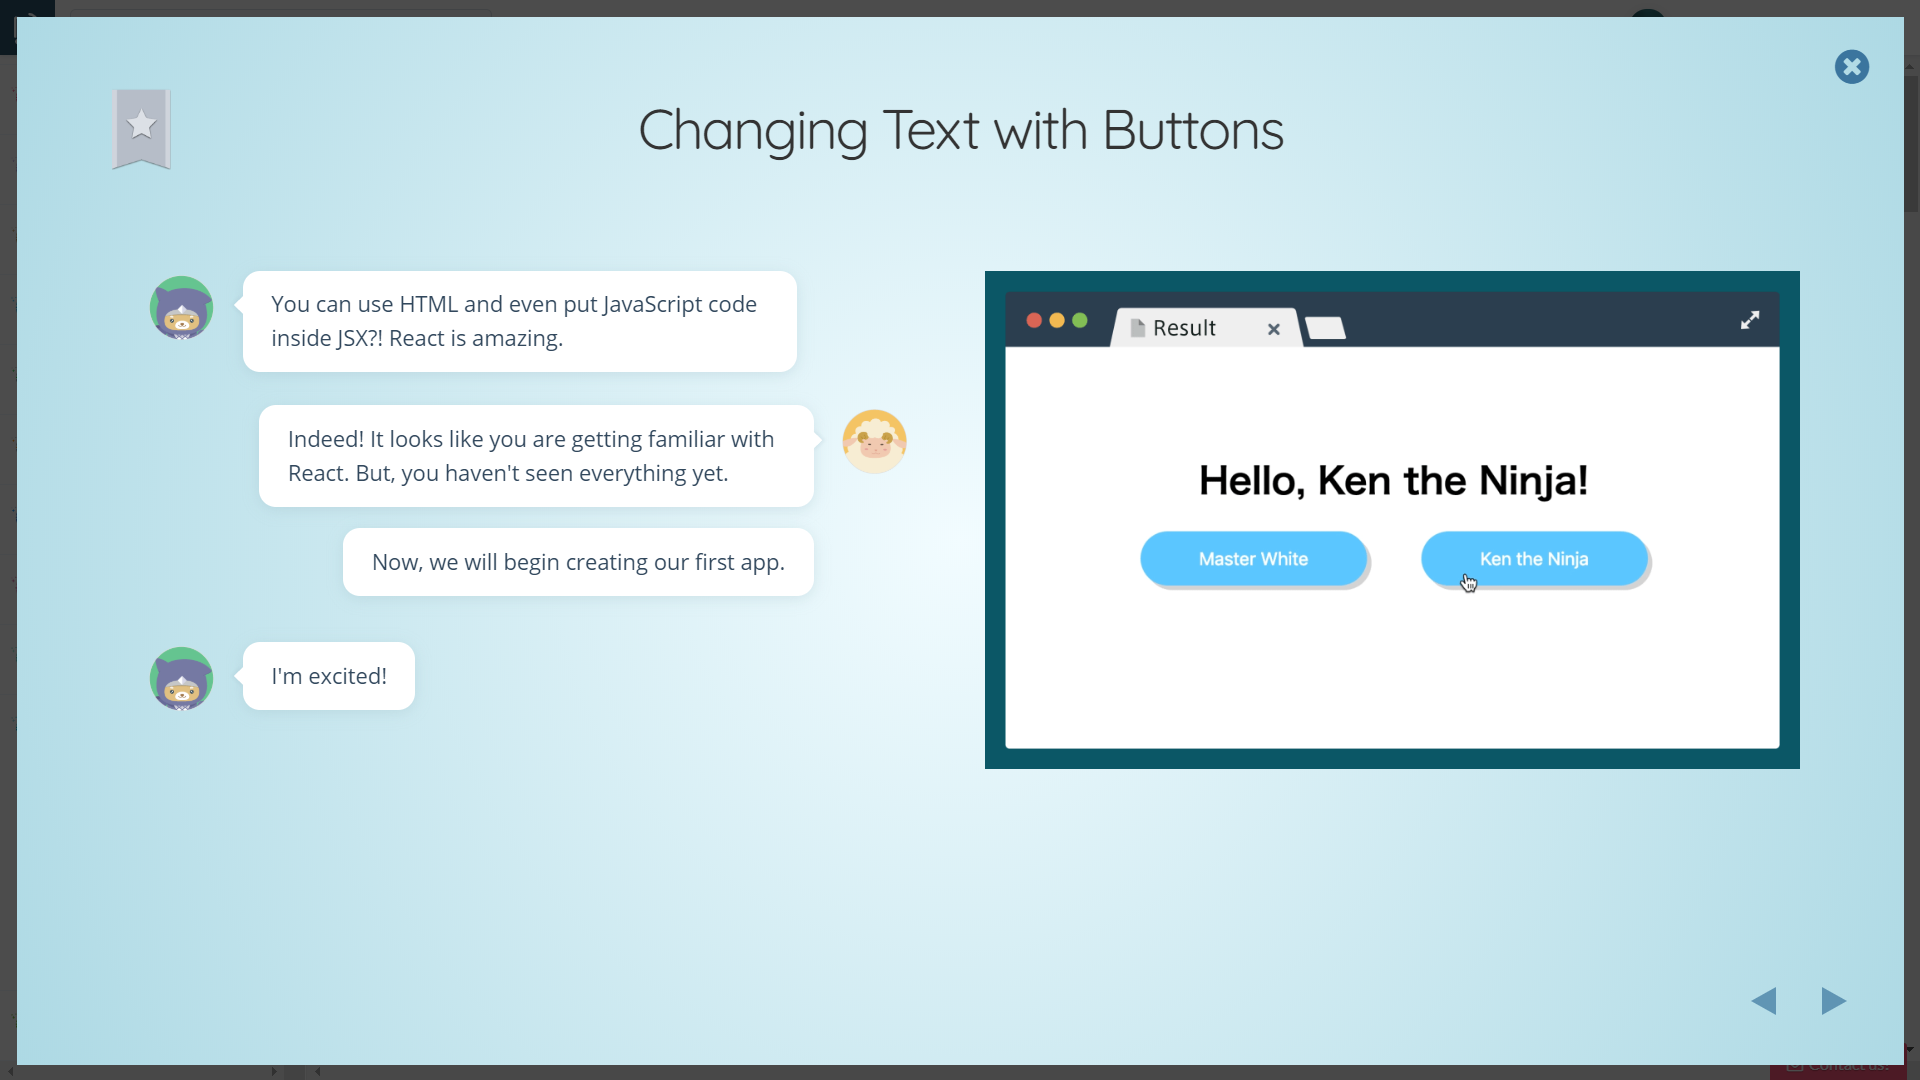 Changing Text with Buttons
You can use HTML and even put JavaScript code
inside JSX?! React is amazing.
Indeed! It looks like you are getting familiar with
React. But, you haven't seen everything yet.
Now, we will begin creating our first app.
I'm excited!
Result
Hello, Ken the Ninja!
Master White
Ken the Ninja
Contact us!